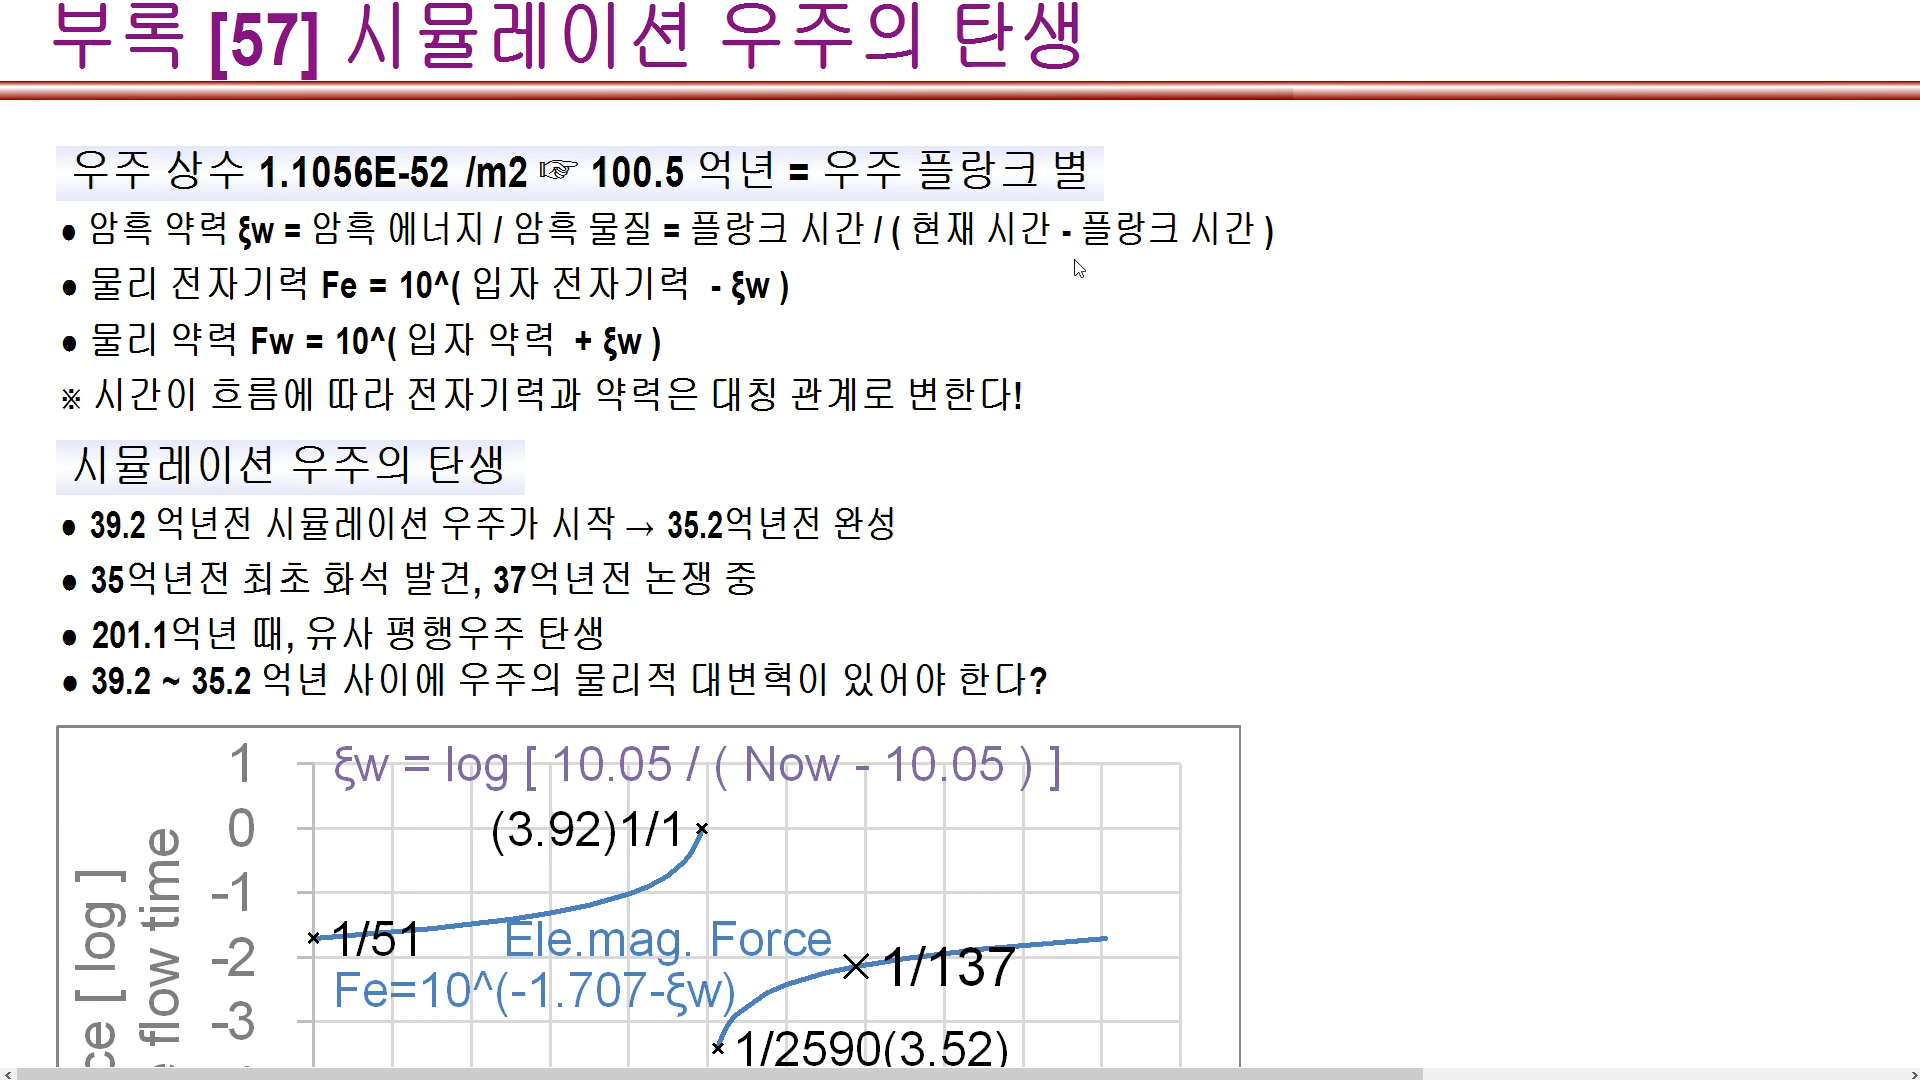 부록 [57] 시뮬레이션 우주의 탄생
우주 상수 1.1056E-52 /m2 ☞ 100.5 억년 = 우주 플랑크 별
● 암흑 약력 ξw = 암흑 에너지 / 암흑 물질 = 플랑크 시간 / ( 현재 시간 - 플랑크 시간 )
● 물리 전자기력 Fe = 10^( 입자 전자기력 - ξw )
● 물리 약력 Fw = 10^( 입자 약력 + ξw )
※ 시간이 흐름에 따라 전자기력과 약력은 대칭 관계로 변한다!
시뮬레이션 우주의 탄생
● 39.2 억년전 시뮬레이션 우주가 시작 → 35.2억년전 완성
● 35억년전 최초 화석 발견, 37억년전 논쟁 중
● 201.1억년 때, 유사 평행우주 탄생
● 39.2 ~ 35.2 억년 사이에 우주의 물리적 대변혁이 있어야 한다?
1
ξw = log [ 10.05 / ( Now - 10.05 ) ]
0
(3.92)1/1
-1
1/51
Ele.mag. Force
-2
1/137
Fe=10^(-1.707-ξw)
-3
1/2590(3.52)
[ log ]
flow time